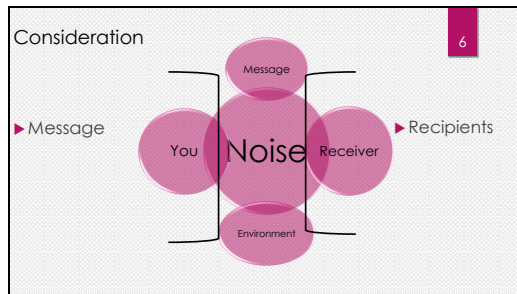 Consideration
6
Message
Message
You
Noise
Receiver
Recipients
Environment